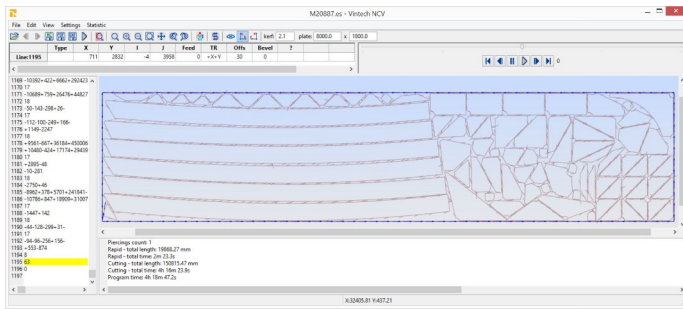 M20887.es - Vintech NCV
File Edit View Settings Statistic
kerf: 2.1 plate: 8000.0 x 1000.0
Type X Y I J Feed TR Offs Bevel ?
Line:1195 711 2832 -4 3958 0 +X+Y 30 0
0
1169 -10392+422+6662+292423
1170 17
1171 -10689+759+26476+44827
1172 18
1173 -50-143-298+26-
1174 17
1175 -112-100-249+166-
1176 +1149-2247
1177 18
1178 +9561-667+36184+450006
1179 +10480-424+17174+29439
1180 17
1181 +2895-48
1182 -10-281
1183 18
1184 -2750+46
1185 -8962+378+5701+241841-
1186 -10786+847+18909+31007
1187 17
1188 -1447+142
1189 18
1190 -44-128-299+31-
1191 17
1192 -94-96-256+156-
1193 +553-874
1194 8
1195 63
1196 0
1197
Piercings count: 1
Rapid - total length: 19868.27 mm
Rapid - total time: 2m 23.3s
Cutting - total length: 150815.47 mm
Cutting - total time: 4h 16m 23.9s
Program time: 4h 18m 47.2s
X:32405.81 Y:437.21